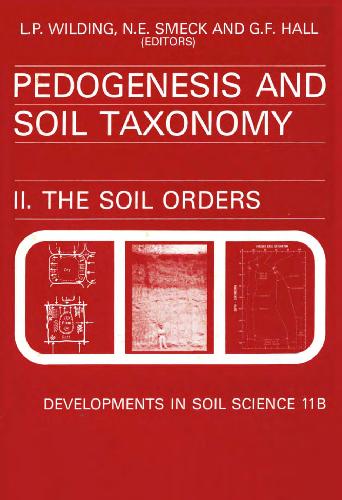 L.P. WILDING, N.E. SMECK AND G.F. HALL
(EDITORS)
PEDOGENESIS AND
SOIL TAXONOMY
II. THE SOIL ORDERS
DEVELOPMENTS IN SOIL SCIENCE 11B